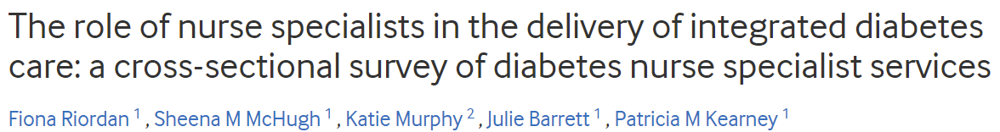 The role of nurse specialists in the delivery of integrated diabetes
care: a cross-sectional survey of diabetes nurse specialist services
Fiona Riordan 1 , Sheena M McHugh 1 , Katie Murphy 2 , Julie Barrett 1 , Patricia M Kearney 1